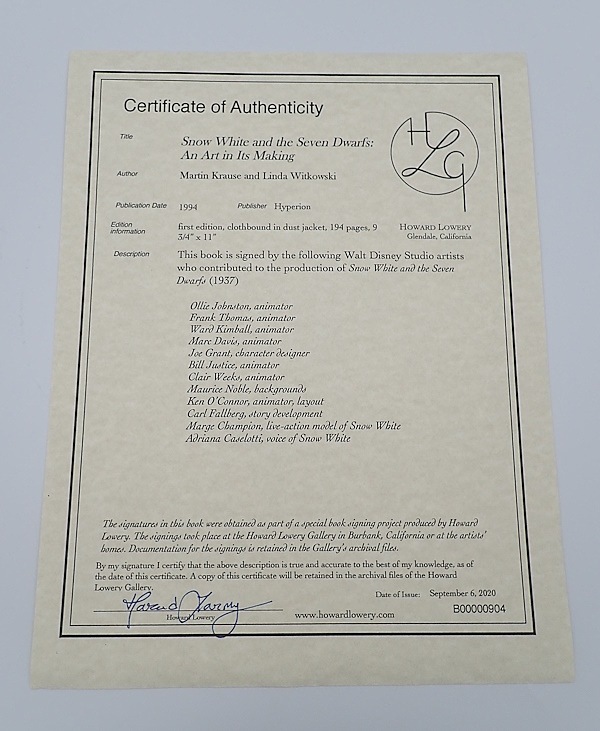 Certificate of Authenticity
HLG
Title
Snow White and the Seven Dwarfs:
An Art in Its Making
Author
Martin Krause and Linda Witkowski
Publication Date 1994 Publisher Hyperion
Edition
information
first edition, clothbound in dust jacket, 194 pages, 9
3/4" x 11"
HOWARD LOWERY
Glendale, California
Description
This book is signed by the following Walt Disney Studio artists
who contributed to the production of Snow White and the Seven
Dwarfs (1937)
Ollie Johnston, animator
Frank Thomas, animator
Ward Kimball, animator
Marc Davis, animator
Joe Grant, character designer
Bill Justice, animator
Clair Weeks, animator
Maurice Noble, backgrounds
Ken O'Connor, animator, layout
Carl Fallberg, story development
Marge Champion, live-action model of Snow White
Adriana Caselotti, voice of Snow White
The signatures in this book were obtained as part of a special book signing project produced by Howard
Lowery. The signings took place at the Howard Lowery Gallery in Burbank, California or at the artists'
homes. Documentation for the signings is retained in the Gallery's archival files.
By my signature I certify that the above description is true and accurate to the best of my knowledge, as of
the date of this certificate. A copy of this certificate will be retained in the archival files of the Howard
Lowery Gallery.
Date of Issue: September 6, 2020
Howard Lowery
www.howardlowery.com
B00000904